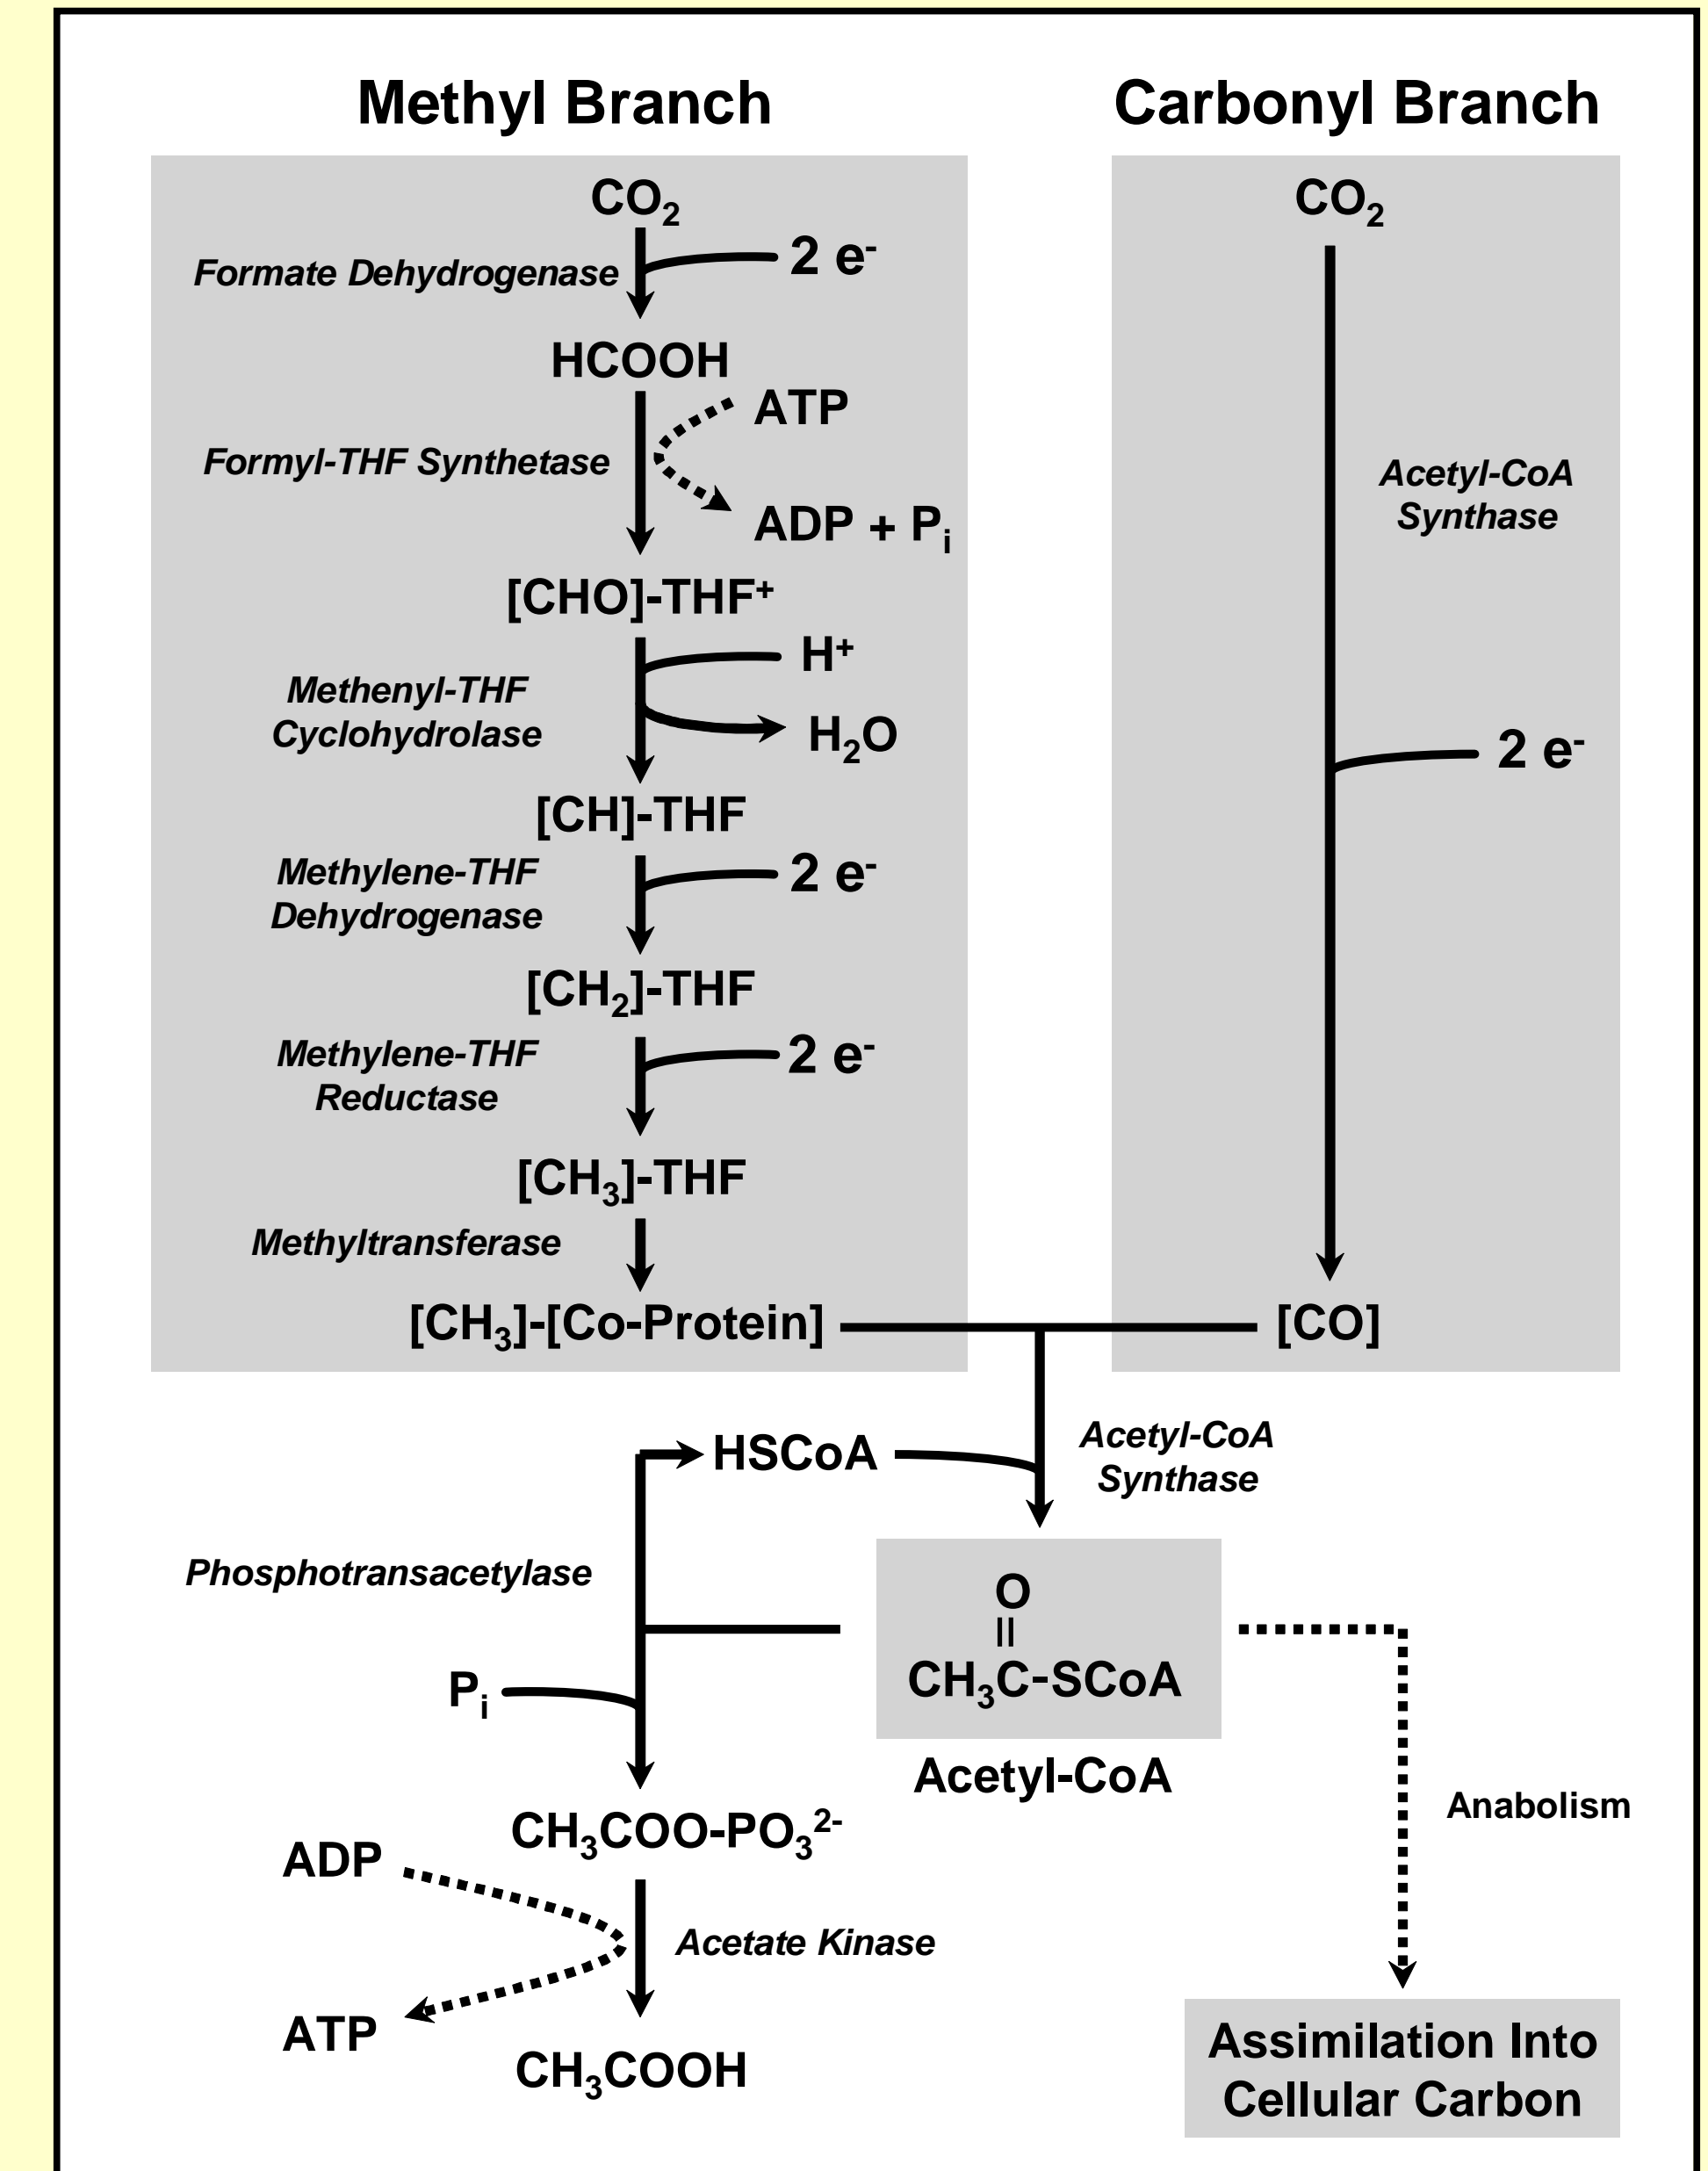 Methyl Branch
Carbonyl Branch
CO₂
Formate Dehydrogenase
2 e⁻
HCOOH
ATP
Formyl-THF Synthetase
ADP + Pᵢ
[CHO]-THF⁺
H⁺
Methenyl-THF
Cyclohydrolase
H₂O
[CH]-THF
Methylene-THF
Dehydrogenase
2 e⁻
[CH₂]-THF
Methylene-THF
Reductase
2 e⁻
[CH₃]-THF
Methyltransferase
[CH₃]-[Co-Protein]
CO₂
Acetyl-CoA
Synthase
2 e⁻
[CO]
HSCoA
Acetyl-CoA
Synthase
Phosphotransacetylase
O
||
CH₃C-SCoA
Acetyl-CoA
Pᵢ
CH₃COO-PO₃²⁻
ADP
Acetate Kinase
ATP
CH₃COOH
Anabolism
Assimilation Into
Cellular Carbon